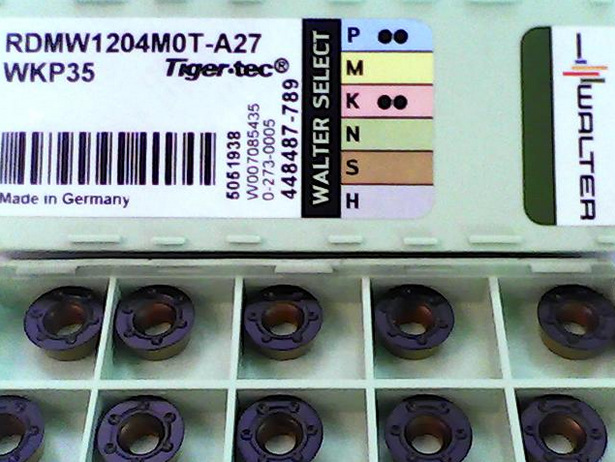 RDMW1204M0T-A27
WKP35 Tiger·tec®
Made in Germany
5051938
W007085435
0-273-0005
448487-789
WALTER SELECT
P
M
K
N
S
H
WALTER